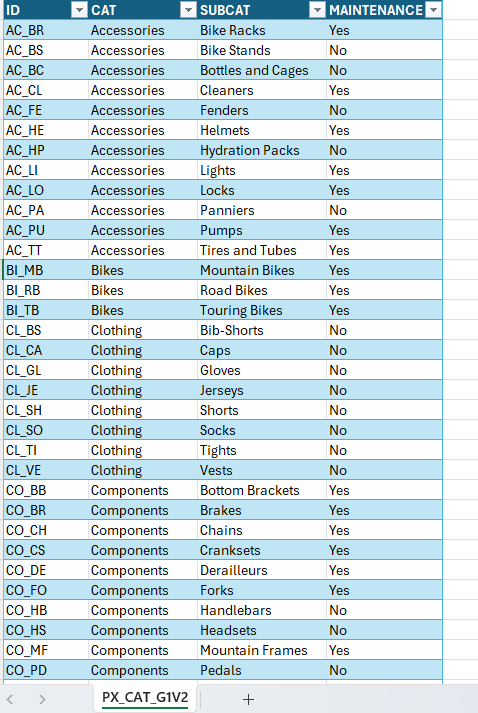 ID CAT SUBCAT MAINTENANCE
AC_BR Accessories Bike Racks Yes
AC_BS Accessories Bike Stands No
AC_BC Accessories Bottles and Cages No
AC_CL Accessories Cleaners Yes
AC_FE Accessories Fenders No
AC_HE Accessories Helmets Yes
AC_HP Accessories Hydration Packs No
AC_LI Accessories Lights Yes
AC_LO Accessories Locks Yes
AC_PA Accessories Panniers No
AC_PU Accessories Pumps Yes
AC_TT Accessories Tires and Tubes Yes
BI_MB Bikes Mountain Bikes Yes
BI_RB Bikes Road Bikes Yes
BI_TB Bikes Touring Bikes Yes
CL_BS Clothing Bib-Shorts No
CL_CA Clothing Caps No
CL_GL Clothing Gloves No
CL_JE Clothing Jerseys No
CL_SH Clothing Shorts No
CL_SO Clothing Socks No
CL_TI Clothing Tights No
CL_VE Clothing Vests No
CO_BB Components Bottom Brackets Yes
CO_BR Components Brakes Yes
CO_CH Components Chains Yes
CO_CS Components Cranksets Yes
CO_DE Components Derailleurs Yes
CO_FO Components Forks Yes
CO_HB Components Handlebars No
CO_HS Components Headsets No
CO_MF Components Mountain Frames Yes
CO_PD Components Pedals No
PX_CAT_G1V2